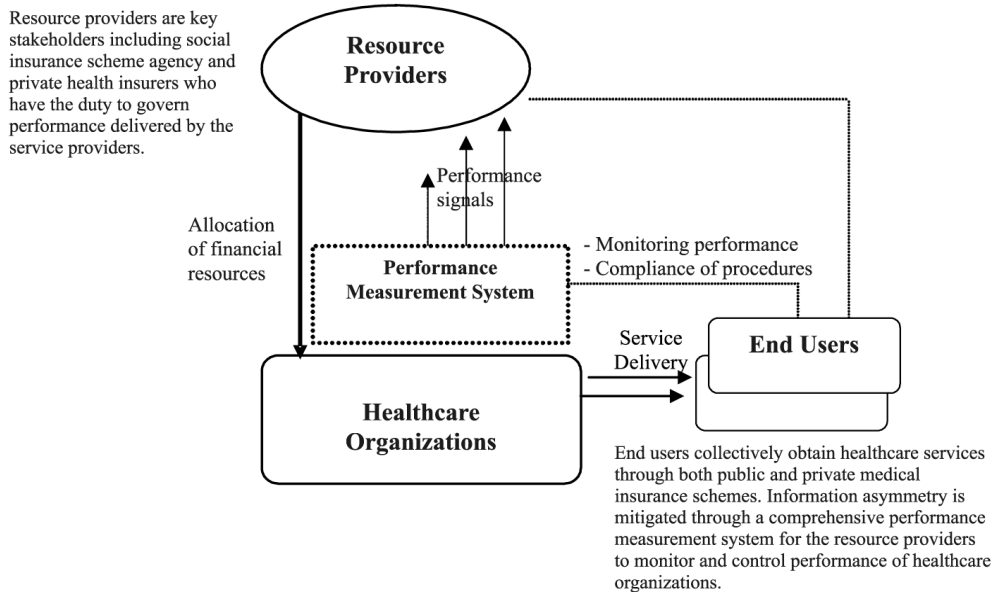 Resource providers are key
stakeholders including social
insurance scheme agency and
private health insurers who
have the duty to govern
performance delivered by the
service providers.
Resource
Providers
Performance
signals
Allocation
of financial
resources
Performance
Measurement System
- Monitoring performance
- Compliance of procedures
Service
Delivery
End Users
Healthcare
Organizations
End users collectively obtain healthcare services
through both public and private medical
insurance schemes. Information asymmetry is
mitigated through a comprehensive performance
measurement system for the resource providers
to monitor and control performance of healthcare
organizations.